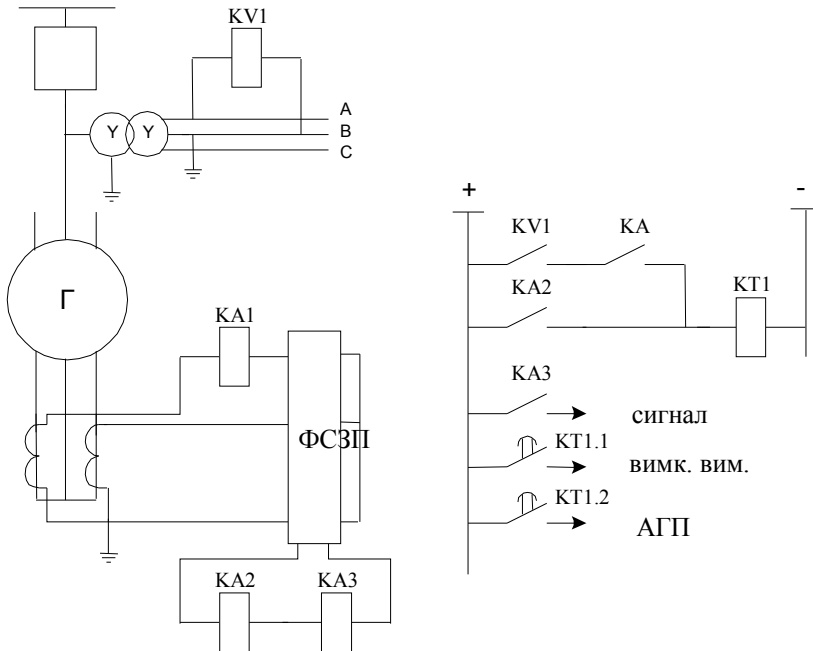 KV1
A
Y Y
B
C
+ -
KV1 KA
KT1
KA2
Г
KA1
KA3
сигнал
ФСЗП
KT1.1
вимк. вим.
KT1.2
АГП
KA2 KA3